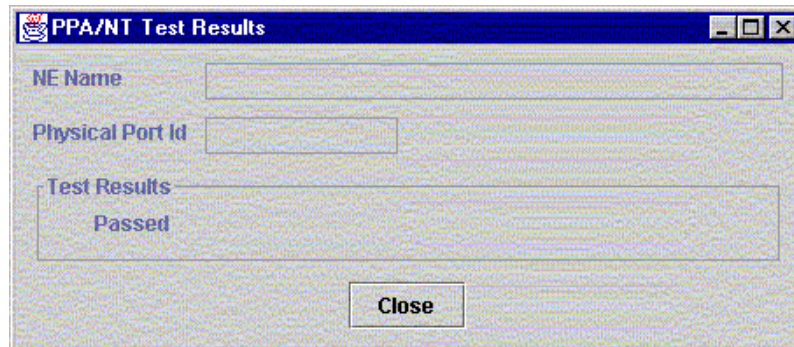 PPA/NT Test Results
NE Name
Physical Port Id
Test Results
Passed
Close